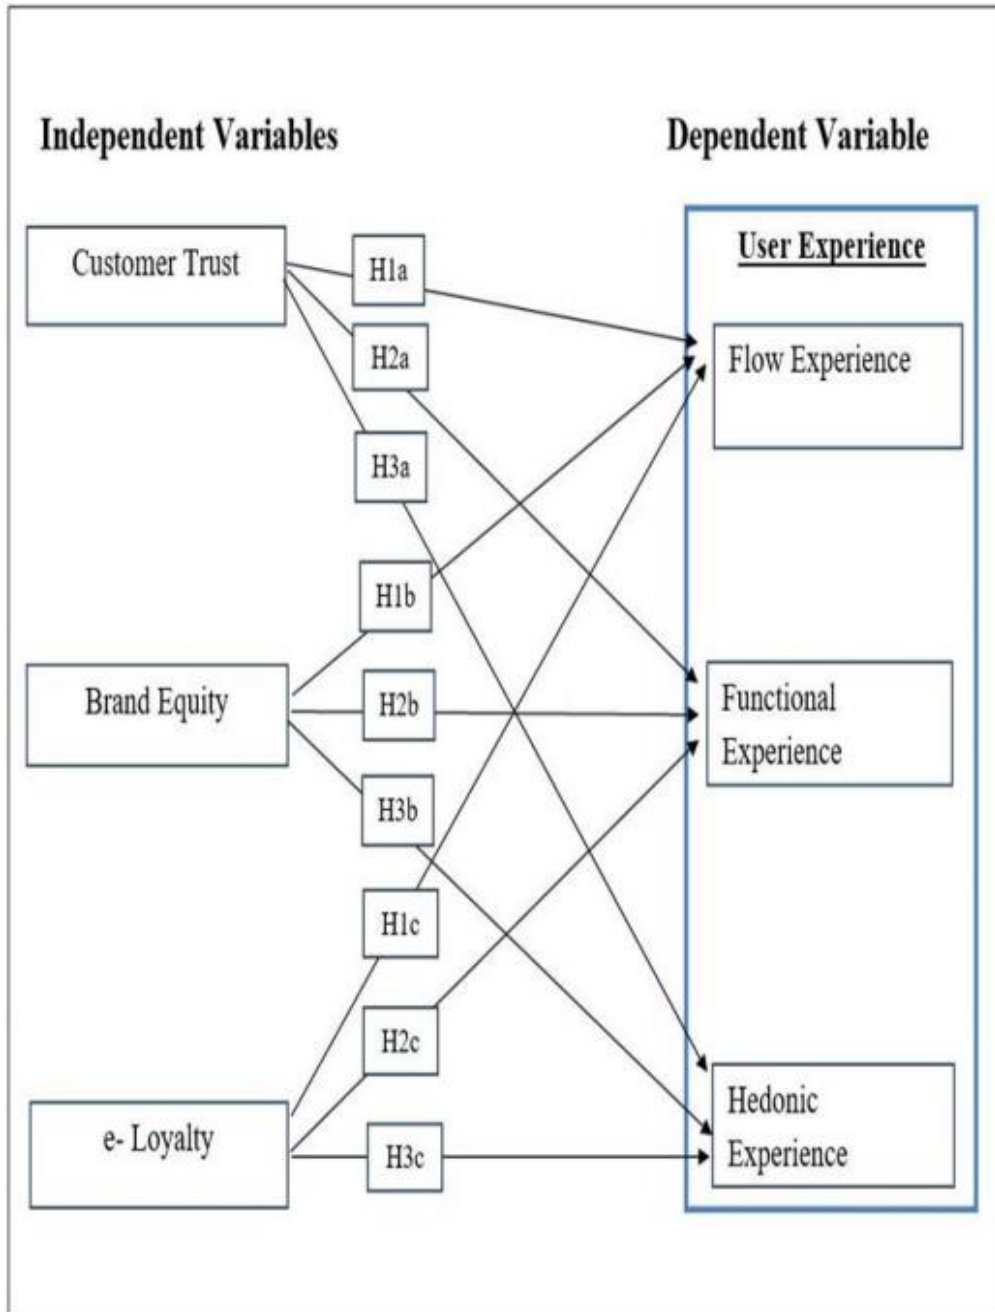 Independent Variables
Dependent Variable
User Experience
Customer Trust
H1a
Flow Experience
H2a
H3a
H1b
Brand Equity
H2b
Functional
Experience
H3b
H1c
H2c
e- Loyalty
H3c
Hedonic
Experience